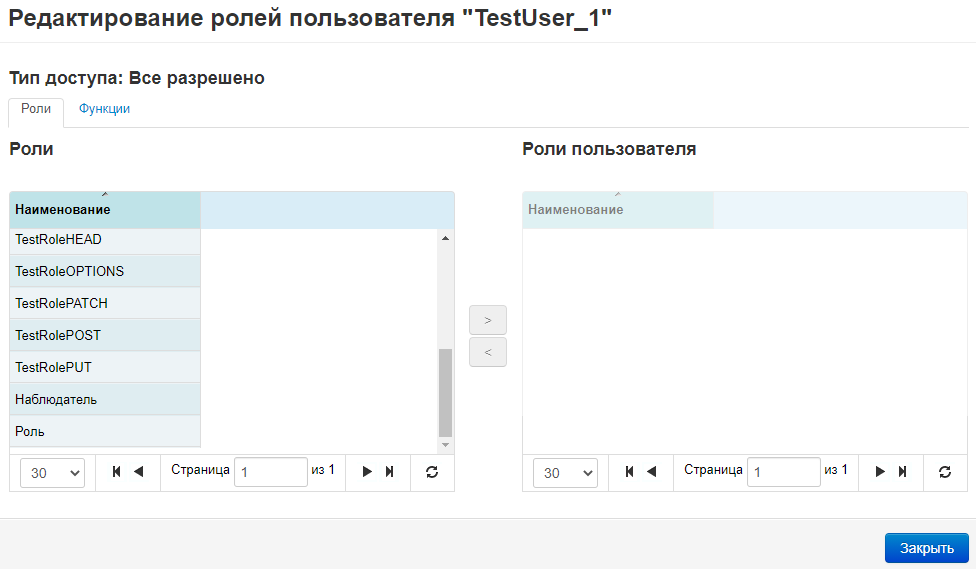 Редактирование ролей пользователя "TestUser_1"
Тип доступа: Все разрешено
Роли
Функции
Роли
Наименование
TestRoleHEAD
TestRoleOPTIONS
TestRolePATCH
TestRolePOST
TestRolePUT
Наблюдатель
Роль
30
Страница 1 из 1
>
<
Роли пользователя
Наименование
30
Страница 1 из 1
Закрыть